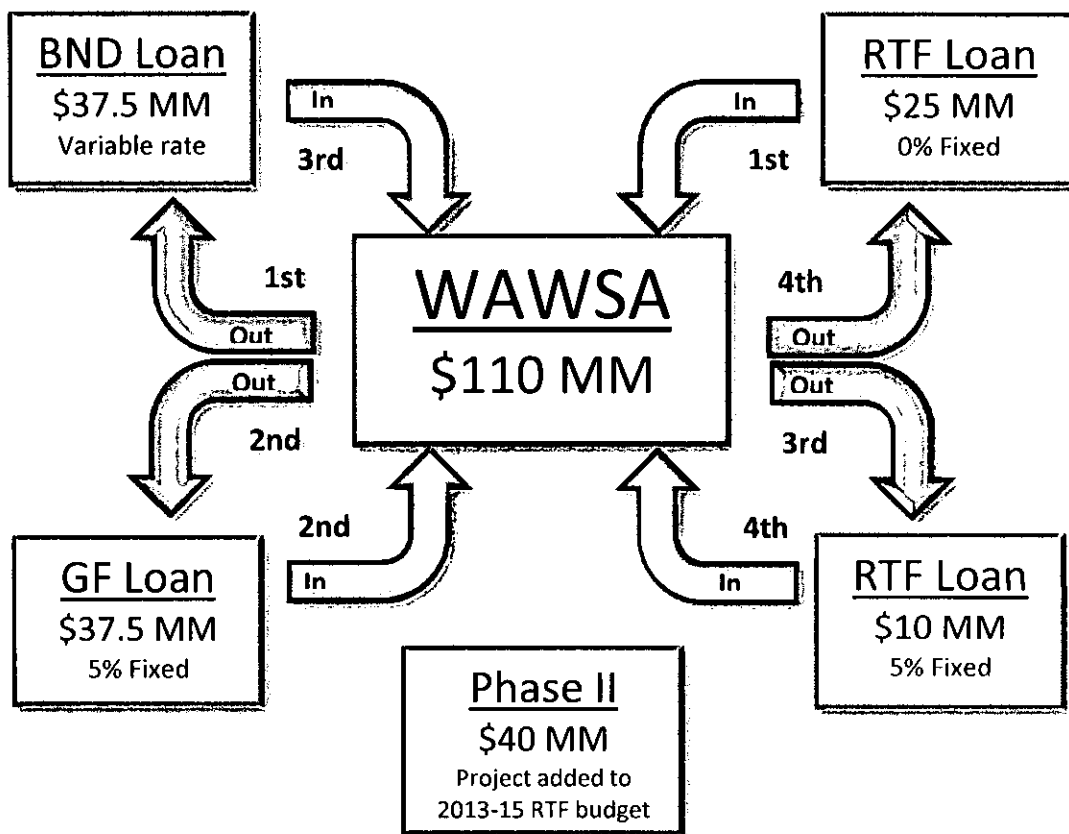 BND Loan
$37.5 MM
Variable rate
In
3rd
RTF Loan
$25 MM
0% Fixed
In
1st
WAWSA
$110 MM
1st
Out
Out
2nd
4th
Out
Out
3rd
GF Loan
$37.5 MM
5% Fixed
2nd
In
4th
In
RTF Loan
$10 MM
5% Fixed
Phase II
$40 MM
Project added to
2013-15 RTF budget